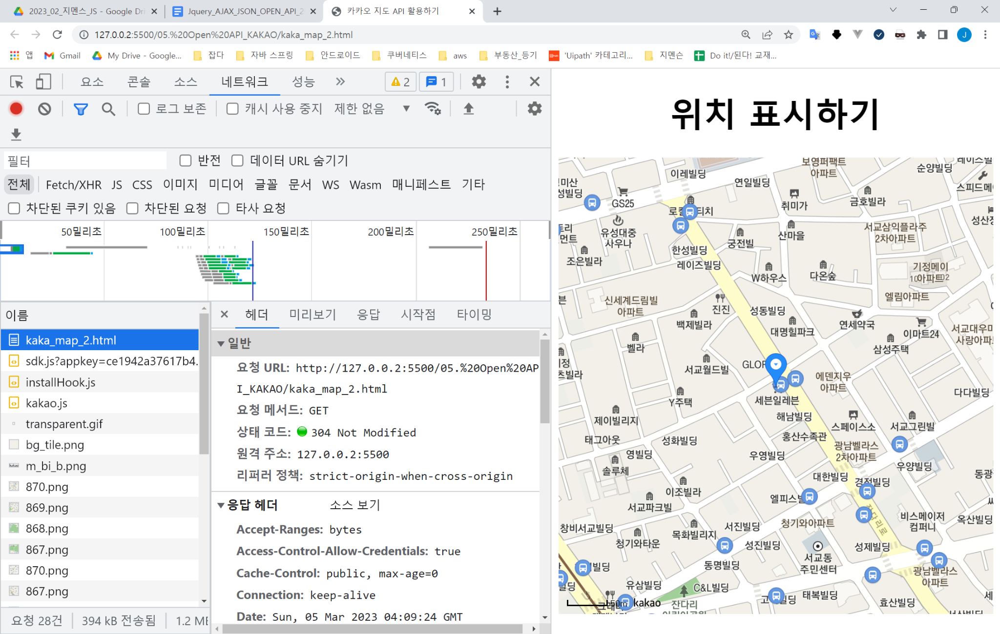 2023_02_지멘스_JS - Google Dri
Jquery_AJAX_JSON_OPEN_API_2
카카오 지도 API 활용하기
127.0.0.2:5500/05.%20Open%20API_KAKAO/kaka_map_2.html
J
앱
Gmail
My Drive - Google...
잡다
자바 스프링
안드로이드
쿠버네티스
aws
부동산_등기
'Uipath' 카테고리...
지멘슨
Do it!/된다! 교재...
요소 콘솔 소스 네트워크 성능 » 2 1
로그 보존 캐시 사용 중지 제한 없음
필터 반전 데이터 URL 숨기기
전체 Fetch/XHR JS CSS 이미지 미디어 글꼴 문서 WS Wasm 매니페스트 기타
차단된 쿠키 있음 차단된 요청 타사 요청
50밀리초 100밀리초 150밀리초 200밀리초 250밀리초
이름
kaka_map_2.html
sdk.js?appkey=ce1942a37617b4.
installHook.js
kakao.js
transparent.gif
bg_tile.png
m_bi_b.png
870.png
869.png
868.png
867.png
870.png
867.png
요청 28건 394 kB 전송됨 1.2 ME
헤더 미리보기 응답 시작점 타이밍
일반
요청 URL: http://127.0.0.2:5500/05.%20Open%20AP
I_KAKAO/kaka_map_2.html
요청 메서드: GET
상태 코드: 304 Not Modified
원격 주소: 127.0.0.2:5500
리퍼러 정책: strict-origin-when-cross-origin
응답 헤더 소스 보기
Accept-Ranges: bytes
Access-Control-Allow-Credentials: true
Cache-Control: public, max-age=0
Connection: keep-alive
Date: Sun, 05 Mar 2023 04:09:24 GMT
위치 표시하기
이레빌딩
보영퍼팩트
아파트
순양빌딩
레이즈빌
연일빌딩
스피드메
미산
성빌딩
GS25
취미가
금호빌라
티치
성산
유성대중
사우나
궁전빌
산마을
서교삼익플라주
2차아파트
토리
먼트
조은빌라
한성빌딩
레이즈빌딩
W하우스
다온숲
기정메이
아파트
신세계드림빌
아파트
진진
성동빌딩
엘림아파트
백제빌라
대명힐파크
연세약국
이마트24
서교대우미
사랑아파
벨라
삼성주택
서교월드빌
GLOF
에덴지우
아파트
Y주택
세븐일레븐
다다빌딩
제이빌리지
해남빌딩
스페이스소
서교그린빌
태그아웃
성화빌딩
홍산수족관
광남벨라스
2차아파트
영빌딩
우영빌딩
우양빌딩
솔루체
대한빌딩
동광
이조빌라
경정빌딩
서교파크빌
엘피스빌
잔다리로
비스메이저
컴퍼니
옥산빌딩
창비서교빌딩
청기와타운
목화빌리지
서진빌딩
청기와아파트
성진빌딩
성제빌딩
서교동
주민센터
동명빌딩
광남벨라스
아파트
유삼빌딩
C&L빌딩
태복빌딩
효산빌딩
50m
kakao
잔다리